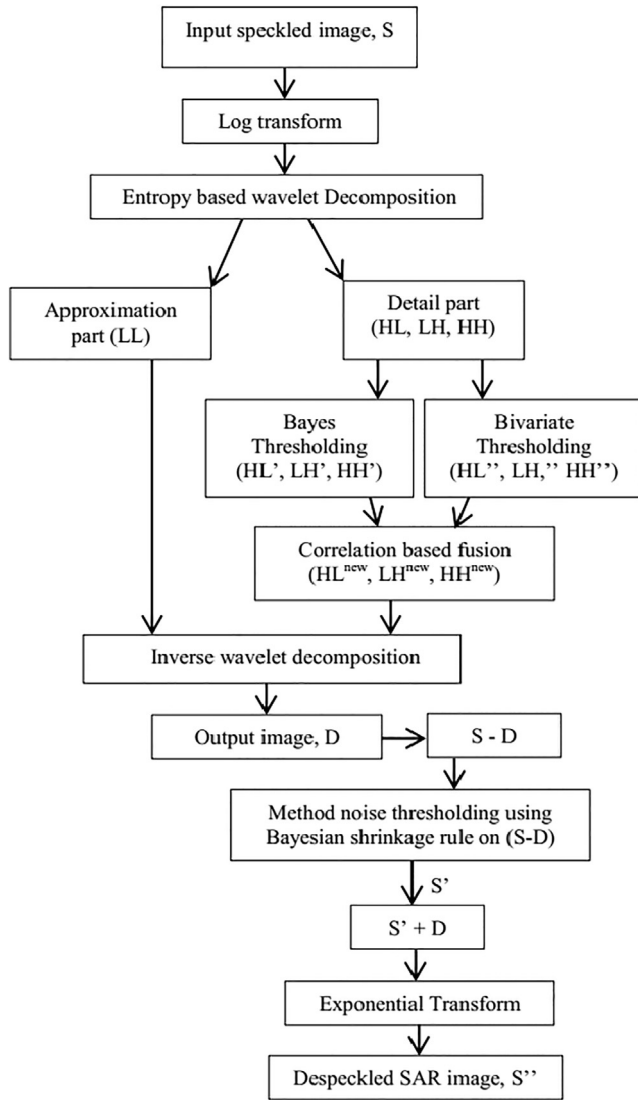 Input speckled image, S
Log transform
Entropy based wavelet Decomposition
Approximation
part (LL)
Detail part
(HL, LH, HH)
Bayes
Thresholding
(HL’, LH’, HH’)
Bivariate
Thresholding
(HL’’, LH,’’ HH’’)
Correlation based fusion
(HL^new, LH^new, HH^new)
Inverse wavelet decomposition
Output image, D
S - D
Method noise thresholding using
Bayesian shrinkage rule on (S-D)
S’
S’ + D
Exponential Transform
Despeckled SAR image, S’’